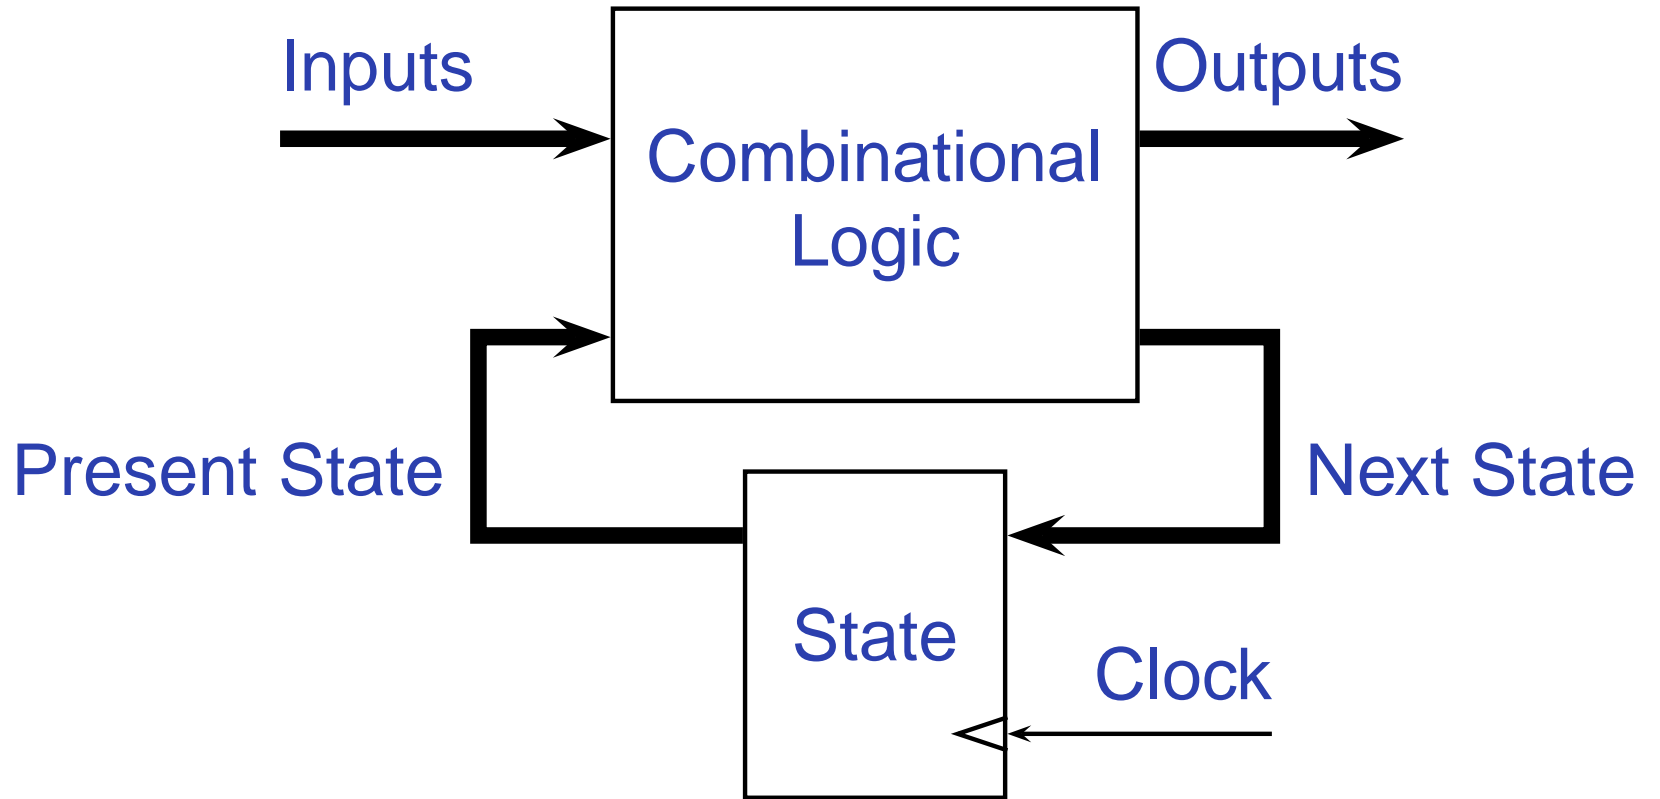 Inputs
Outputs
Combinational
Logic
Present State
Next State
State
Clock